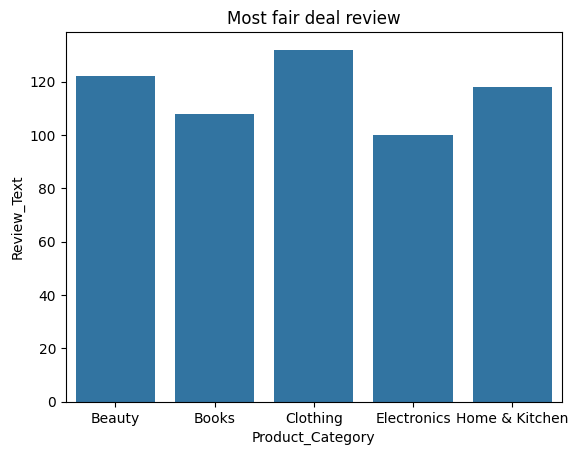 Most fair deal review
Review_Text
120
100
80
60
40
20
0
Beauty Books Clothing Electronics Home & Kitchen
Product_Category